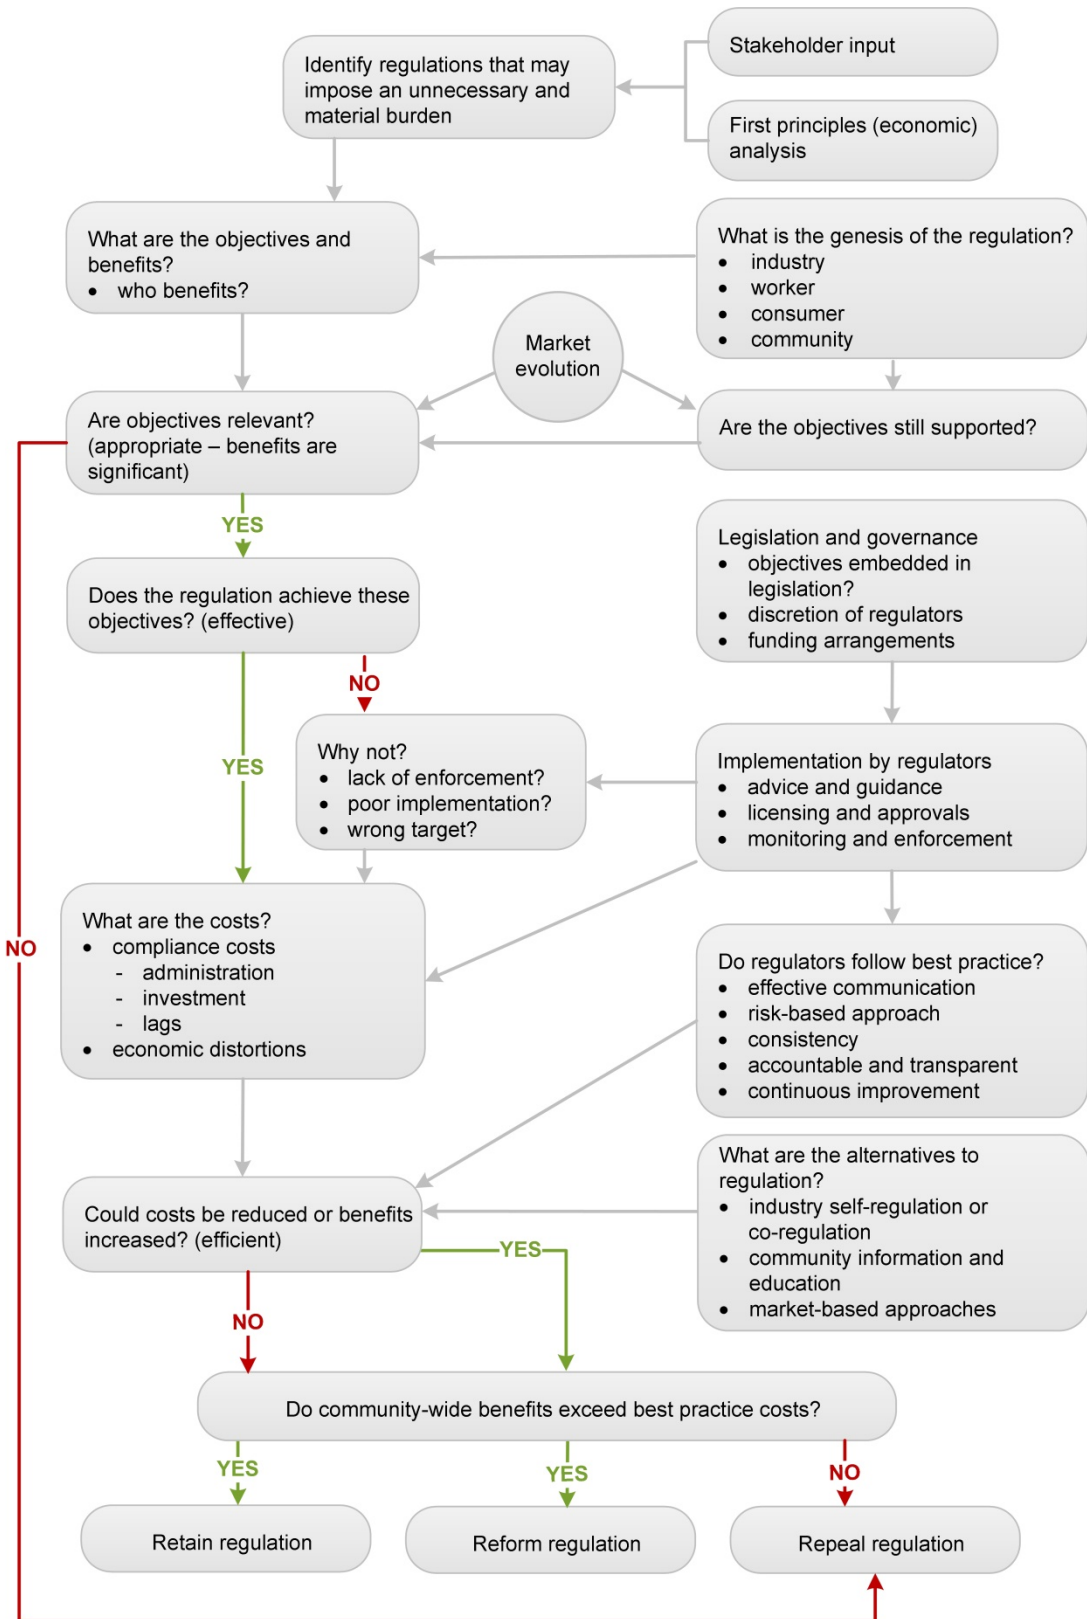 Stakeholder input
Identify regulations that may
impose an unnecessary and
material burden
First principles (economic)
analysis
What are the objectives and
benefits?
• who benefits?
What is the genesis of the regulation?
• industry
• worker
• consumer
• community
Market
evolution
Are objectives relevant?
(appropriate – benefits are
significant)
Are the objectives still supported?
YES
Legislation and governance
• objectives embedded in
legislation?
• discretion of regulators
• funding arrangements
Does the regulation achieve these
objectives? (effective)
NO
YES
Why not?
• lack of enforcement?
• poor implementation?
• wrong target?
Implementation by regulators
• advice and guidance
• licensing and approvals
• monitoring and enforcement
What are the costs?
• compliance costs
- administration
- investment
- lags
• economic distortions
NO
Do regulators follow best practice?
• effective communication
• risk-based approach
• consistency
• accountable and transparent
• continuous improvement
What are the alternatives to
regulation?
• industry self-regulation or
co-regulation
• community information and
education
• market-based approaches
Could costs be reduced or benefits
increased? (efficient)
YES
NO
Do community-wide benefits exceed best practice costs?
YES
YES
NO
Retain regulation
Reform regulation
Repeal regulation